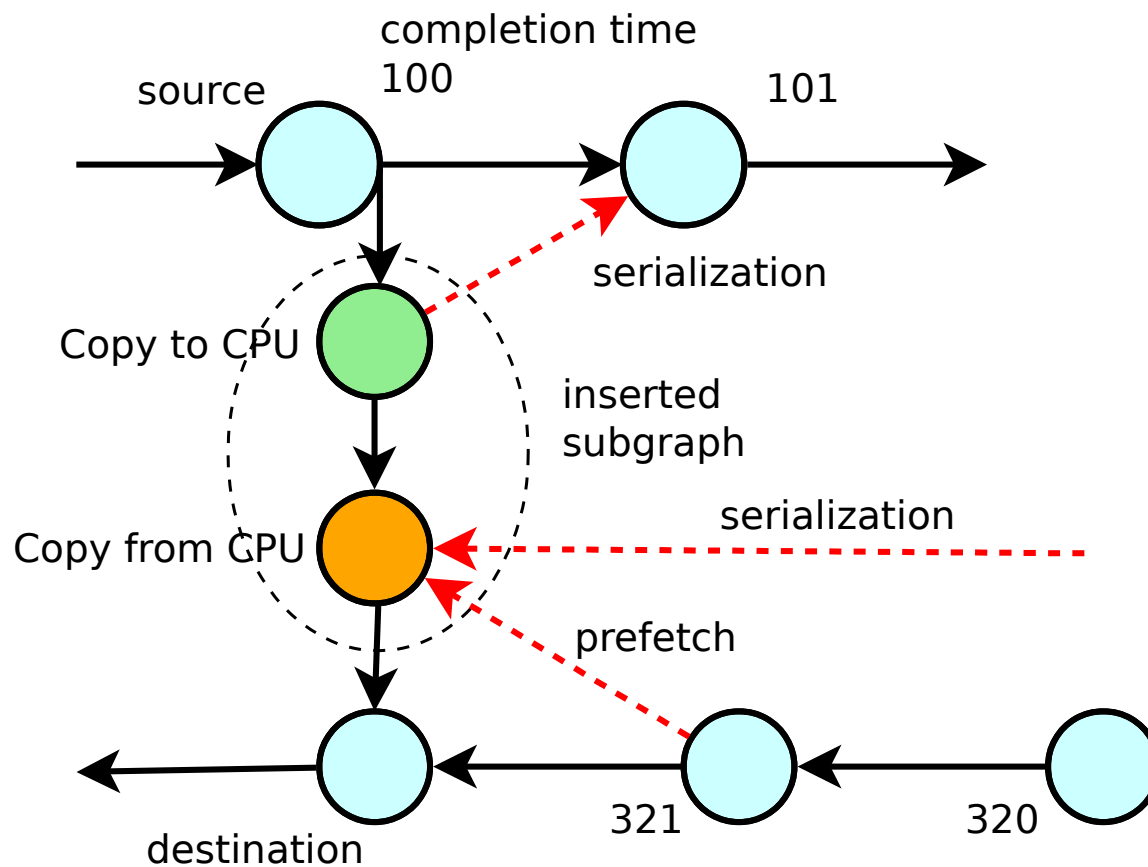 completion time
100
source
101
serialization
Copy to CPU
inserted
subgraph
serialization
Copy from CPU
prefetch
321
320
destination